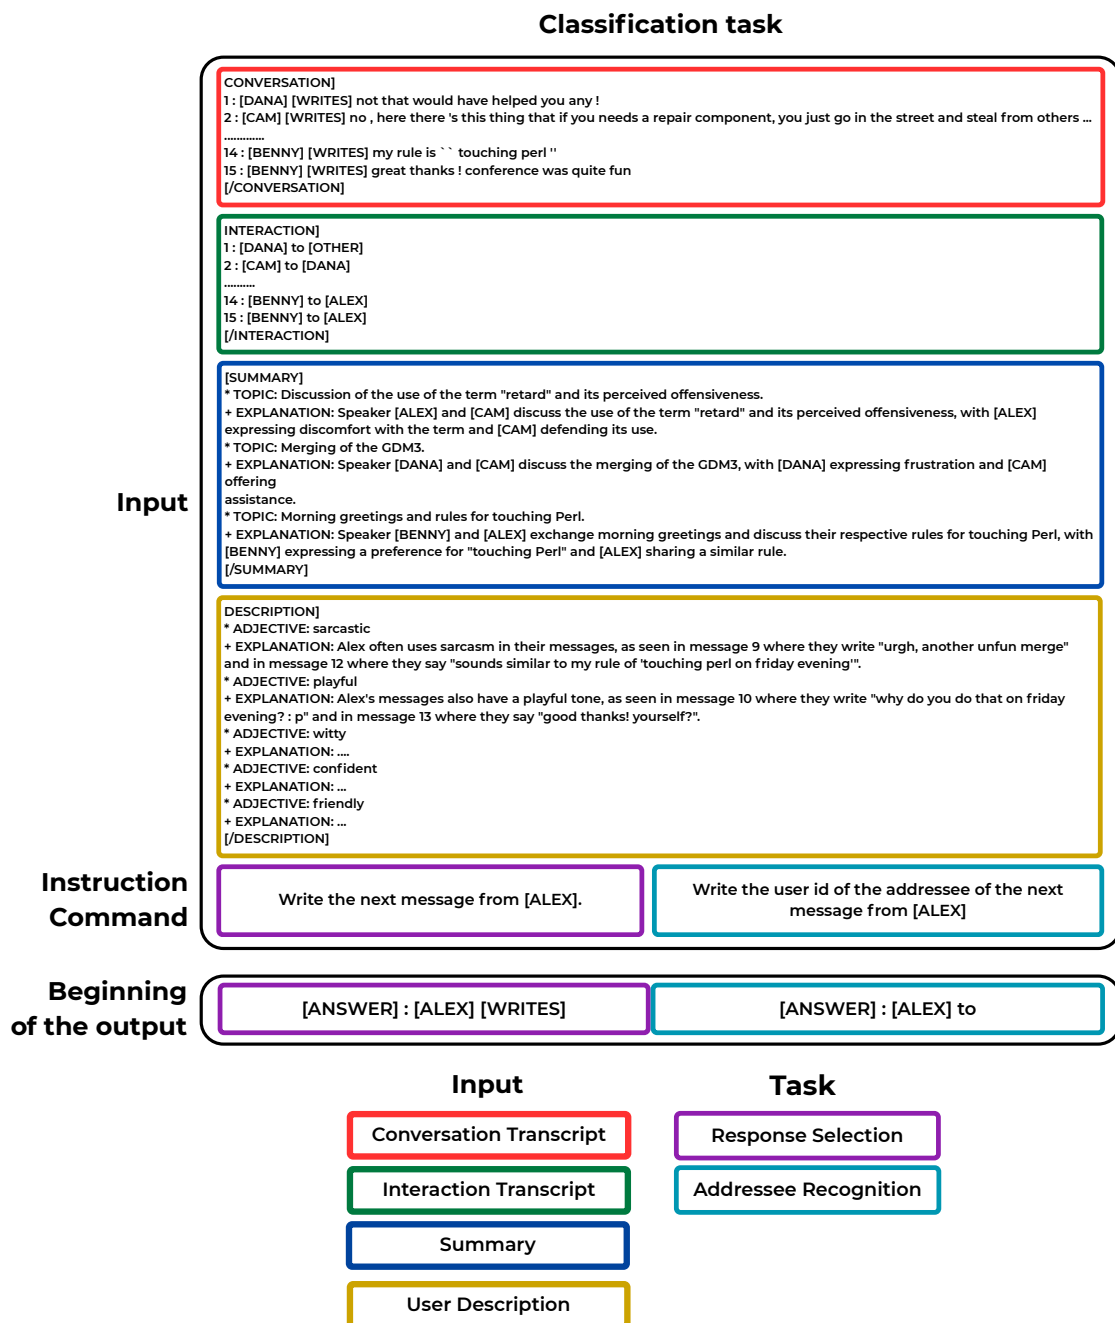 Classification task
CONVERSATION]
1 : [DANA] [WRITES] not that would have helped you any !
2 : [CAM] [WRITES] no , here there 's this thing that if you needs a repair component, you just go in the street and steal from others ...
.............
14 : [BENNY] [WRITES] my rule is `` touching perl ''
15 : [BENNY] [WRITES] great thanks ! conference was quite fun
[/CONVERSATION]
INTERACTION]
1 : [DANA] to [OTHER]
2 : [CAM] to [DANA]
..........
14 : [BENNY] to [ALEX]
15 : [BENNY] to [ALEX]
[/INTERACTION]
Input
[SUMMARY]
* TOPIC: Discussion of the use of the term "retard" and its perceived offensiveness.
+ EXPLANATION: Speaker [ALEX] and [CAM] discuss the use of the term "retard" and its perceived offensiveness, with [ALEX]
expressing discomfort with the term and [CAM] defending its use.
* TOPIC: Merging of the GDM3.
+ EXPLANATION: Speaker [DANA] and [CAM] discuss the merging of the GDM3, with [DANA] expressing frustration and [CAM]
offering
assistance.
* TOPIC: Morning greetings and rules for touching Perl.
+ EXPLANATION: Speaker [BENNY] and [ALEX] exchange morning greetings and discuss their respective rules for touching Perl, with
[BENNY] expressing a preference for "touching Perl" and [ALEX] sharing a similar rule.
[/SUMMARY]
DESCRIPTION]
* ADJECTIVE: sarcastic
+ EXPLANATION: Alex often uses sarcasm in their messages, as seen in message 9 where they write "urgh, another unfun merge"
and in message 12 where they say "sounds similar to my rule of 'touching perl on friday evening'".
* ADJECTIVE: playful
+ EXPLANATION: Alex's messages also have a playful tone, as seen in message 10 where they write "why do you do that on friday
evening? : p" and in message 13 where they say "good thanks! yourself?".
* ADJECTIVE: witty
+ EXPLANATION: ....
* ADJECTIVE: confident
+ EXPLANATION: ...
* ADJECTIVE: friendly
+ EXPLANATION: ...
[/DESCRIPTION]
Instruction
Command
Write the next message from [ALEX].
Write the user id of the addressee of the next
message from [ALEX]
Beginning
of the output
[ANSWER] : [ALEX] [WRITES]
[ANSWER] : [ALEX] to
Input
Task
Conversation Transcript
Response Selection
Interaction Transcript
Addressee Recognition
Summary
User Description